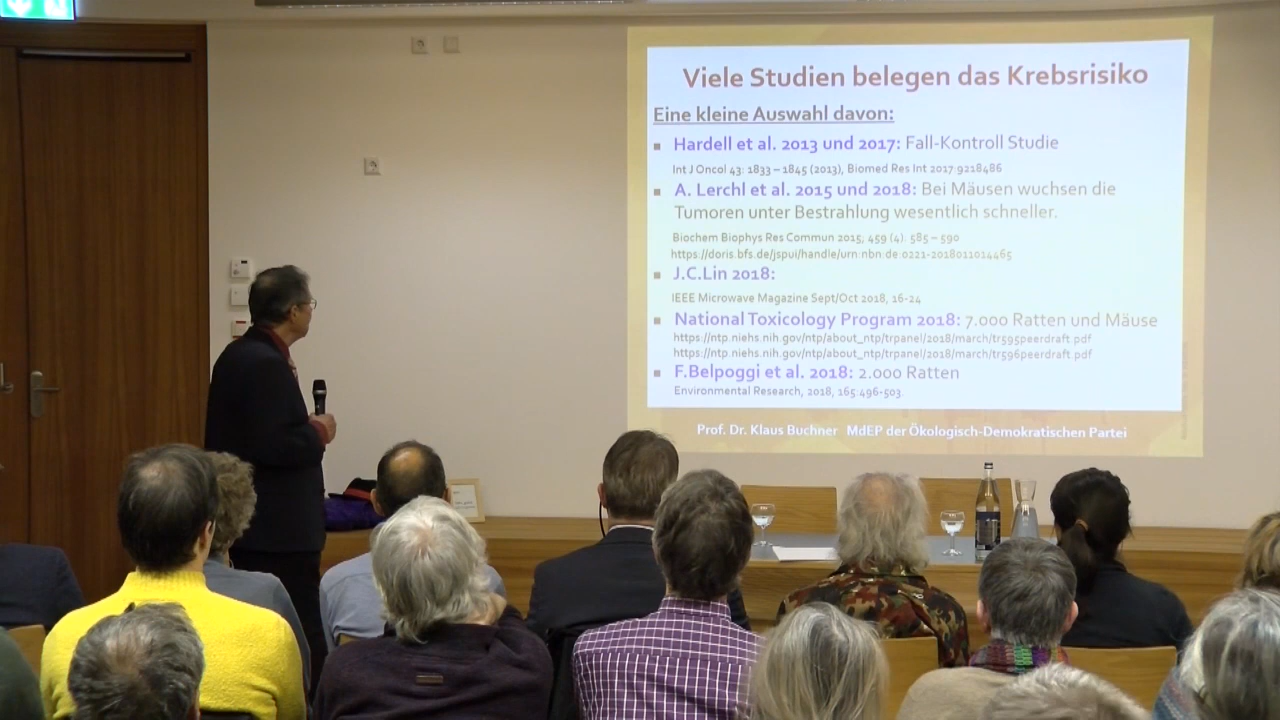 Viele Studien belegen das Krebsrisiko
Eine kleine Auswahl davon:
Hardell et al. 2013 und 2017: Fall-Kontroll Studie
Int J Oncol 43: 1833 – 1845 (2013), Biomed Res Int 2017:9218486
A. Lerchl et al. 2015 und 2018: Bei Mäusen wuchsen die
Tumoren unter Bestrahlung wesentlich schneller.
Biochem Biophys Res Commun 2015; 459 (4): 585 – 590
https://doris.bfs.de/jspui/handle/urn:nbn:de:0221-2018011014465
J.C.Lin 2018:
IEEE Microwave Magazine Sept/Oct 2018, 16-24
National Toxicology Program 2018: 7.000 Ratten und Mäuse
https://ntp.niehs.nih.gov/ntp/about_ntp/trpanel/2018/march/tr595peerdraft.pdf
https://ntp.niehs.nih.gov/ntp/about_ntp/trpanel/2018/march/tr596peerdraft.pdf
F.Belpoggi et al. 2018: 2.000 Ratten
Environmental Research, 2018, 165:496-503.
Prof. Dr. Klaus Buchner MdEP der Ökologisch-Demokratischen Partei